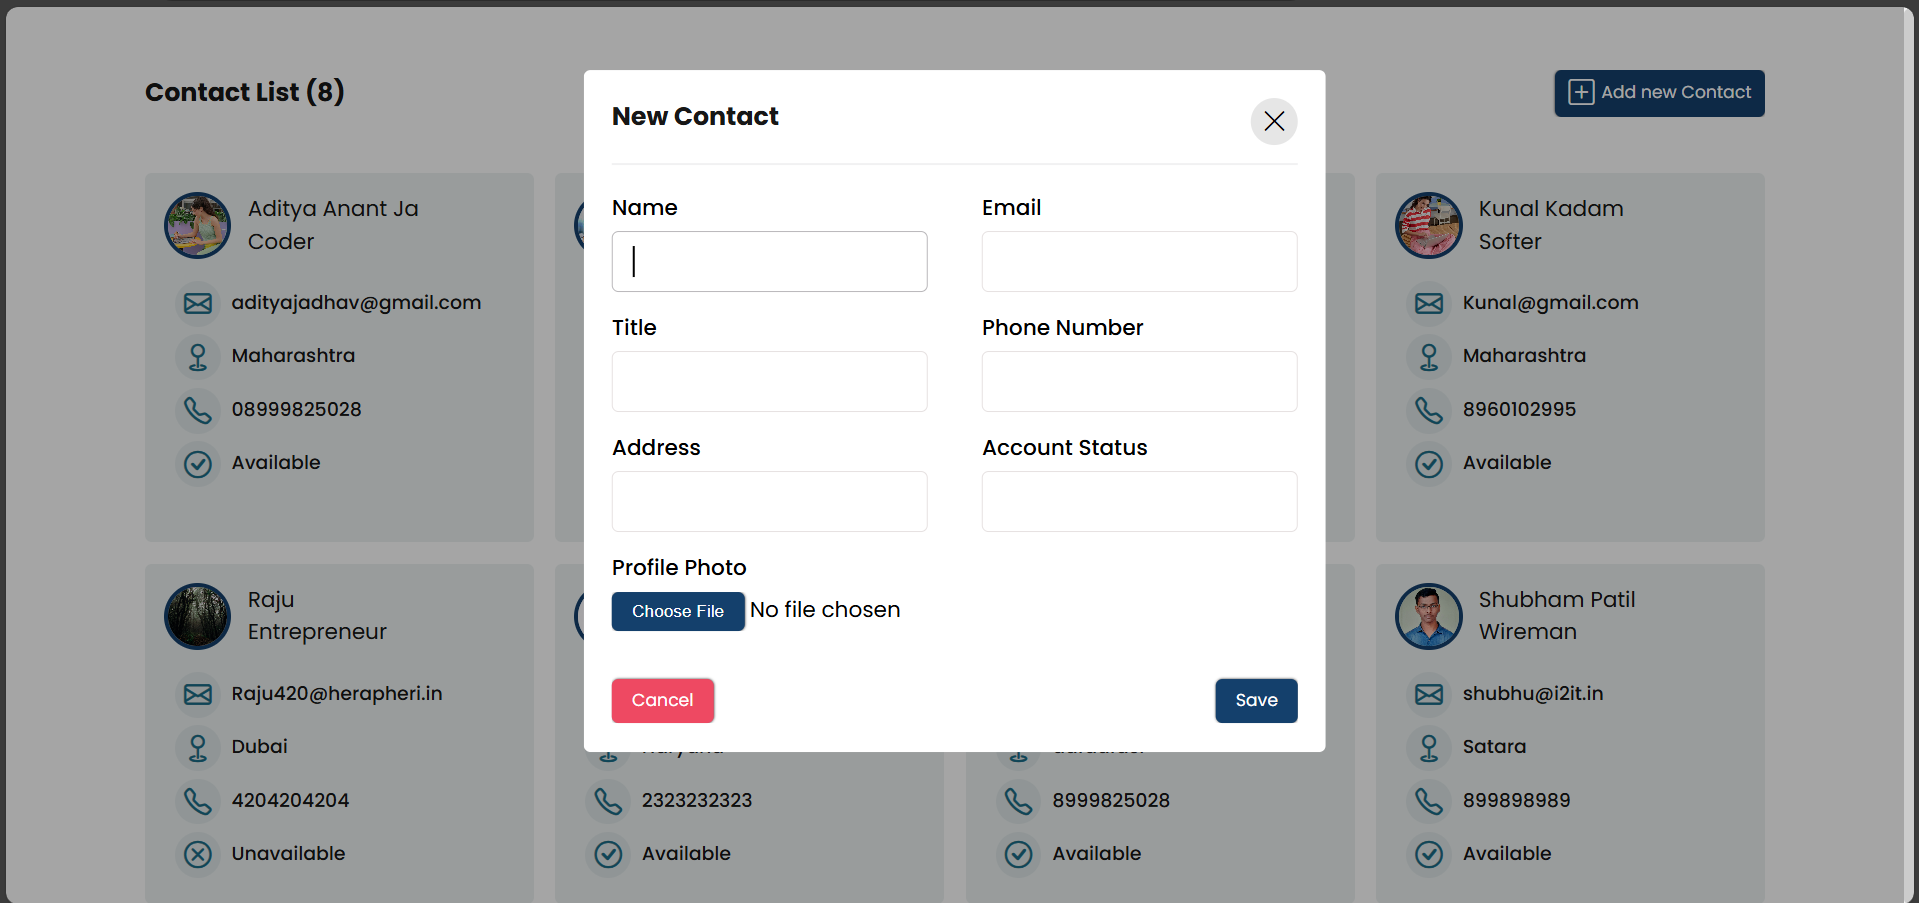 Contact List (8)
Add new Contact
New Contact
Name
Email
Title
Phone Number
Address
Account Status
Profile Photo
Choose File No file chosen
Cancel
Save
Aditya Anant Ja
Coder
adityajadhav@gmail.com
Maharashtra
08999825028
Available
Kunal Kadam
Softer
Kunal@gmail.com
Maharashtra
8960102995
Available
Raju
Entrepreneur
Raju420@herapheri.in
Dubai
4204204204
Unavailable
2323232323
Available
8999825028
Available
Shubham Patil
Wireman
shubhu@i2it.in
Satara
899898989
Available